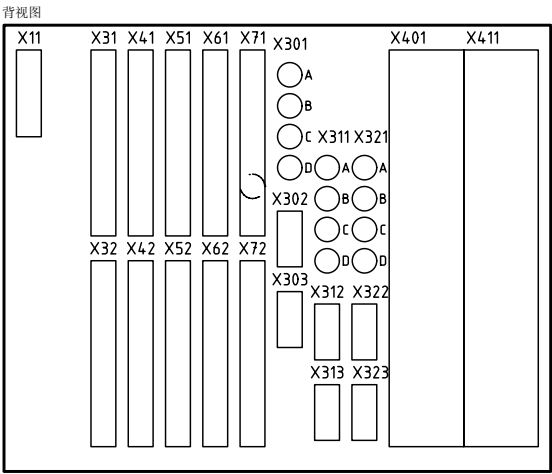 背视图
X11 X31 X41 X51 X61 X71 X301 X401 X411
A
B
C X311 X321
D A A
X302 B B
C C
X32 X42 X52 X62 X72 D D
X303 X312 X322
X313 X323